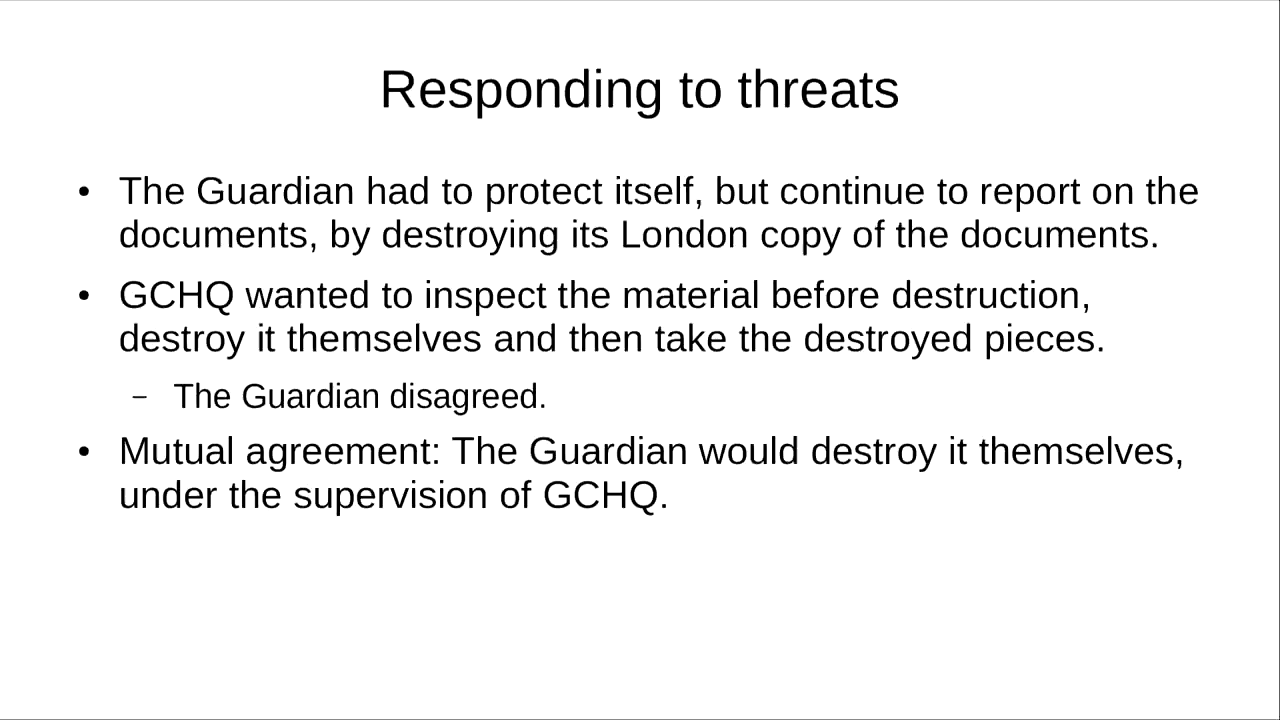 Responding to threats
• The Guardian had to protect itself, but continue to report on the
documents, by destroying its London copy of the documents.
• GCHQ wanted to inspect the material before destruction,
destroy it themselves and then take the destroyed pieces.
– The Guardian disagreed.
• Mutual agreement: The Guardian would destroy it themselves,
under the supervision of GCHQ.